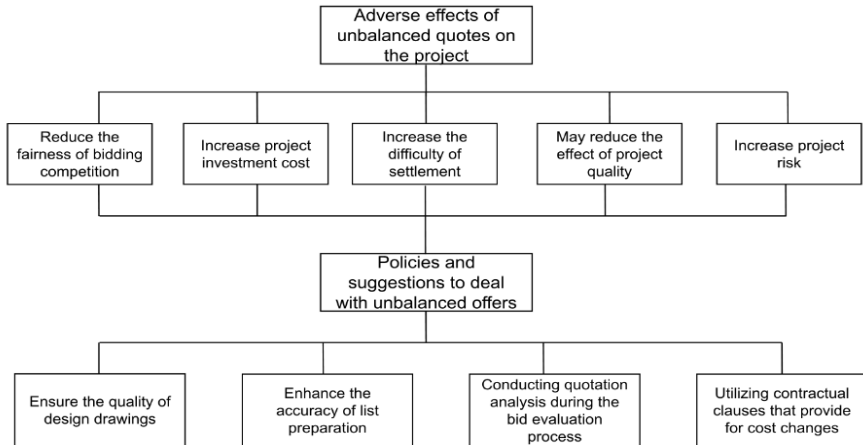 Adverse effects of
unbalanced quotes on
the project
Reduce the
fairness of bidding
competition
Increase project
investment cost
Increase the
difficulty of
settlement
May reduce the
effect of project
quality
Increase project
risk
Policies and
suggestions to deal
with unbalanced offers
Ensure the quality of
design drawings
Enhance the
accuracy of list
preparation
Conducting quotation
analysis during the
bid evaluation
process
Utilizing contractual
clauses that provide
for cost changes